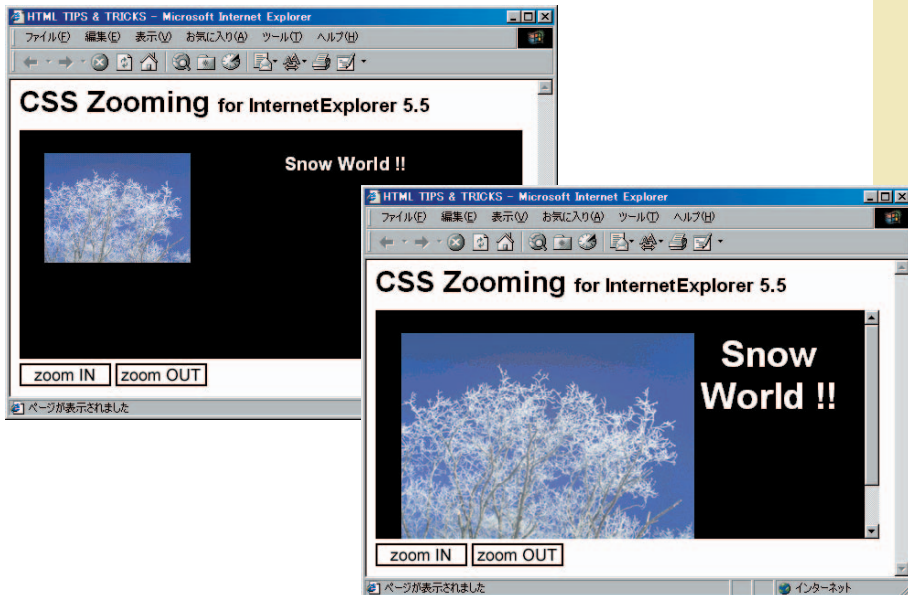 HTML TIPS & TRICKS - Microsoft Internet Explorer
ファイル(F) 編集(E) 表示(V) お気に入り(A) ツール(T) ヘルプ(H)
CSS Zooming for InternetExplorer 5.5
Snow World !!
zoom IN zoom OUT
ページが表示されました
HTML TIPS & TRICKS - Microsoft Internet Explorer
ファイル(F) 編集(E) 表示(V) お気に入り(A) ツール(T) ヘルプ(H)
CSS Zooming for InternetExplorer 5.5
Snow
World !!
zoom IN zoom OUT
ページが表示されました インターネット